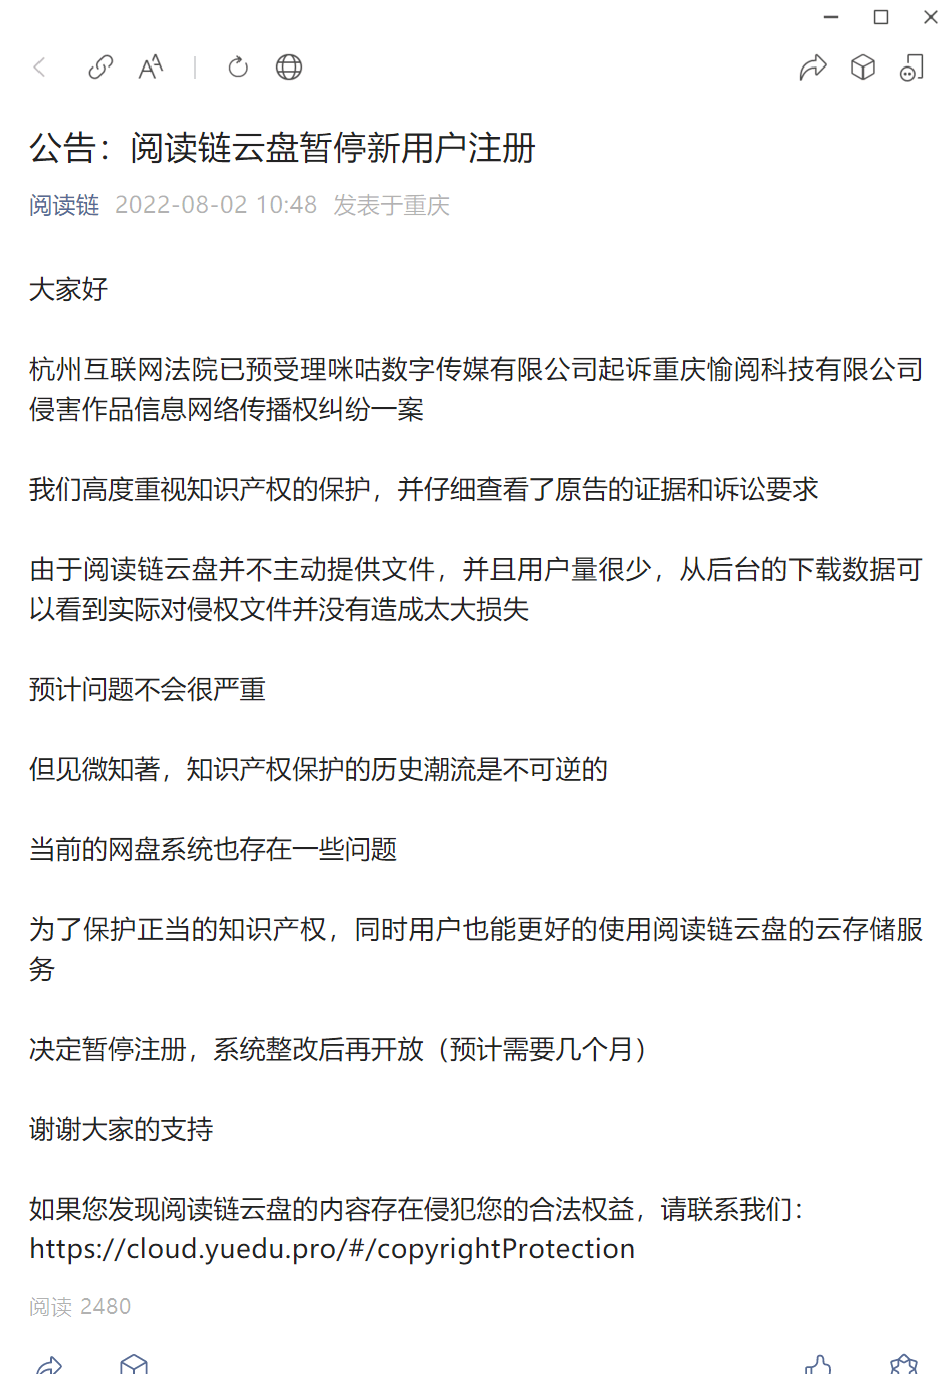 公告：阅读链云盘暂停新用户注册
阅读链 2022-08-02 10:48 发表于重庆
大家好
杭州互联网法院已预受理咪咕数字传媒有限公司起诉重庆愉阅科技有限公司
侵害作品信息网络传播权纠纷一案
我们高度重视知识产权的保护，并仔细查看了原告的证据和诉讼要求
由于阅读链云盘并不主动提供文件，并且用户量很少，从后台的下载数据可
以看到实际对侵权文件并没有造成太大损失
预计问题不会很严重
但见微知著，知识产权保护的历史潮流是不可逆的
当前的网盘系统也存在一些问题
为了保护正当的知识产权，同时用户也能更好的使用阅读链云盘的云存储服
务
决定暂停注册，系统整改后再开放（预计需要几个月）
谢谢大家的支持
如果您发现阅读链云盘的内容存在侵犯您的合法权益，请联系我们：
https://cloud.yuedu.pro/#/copyrightProtection
阅读 2480